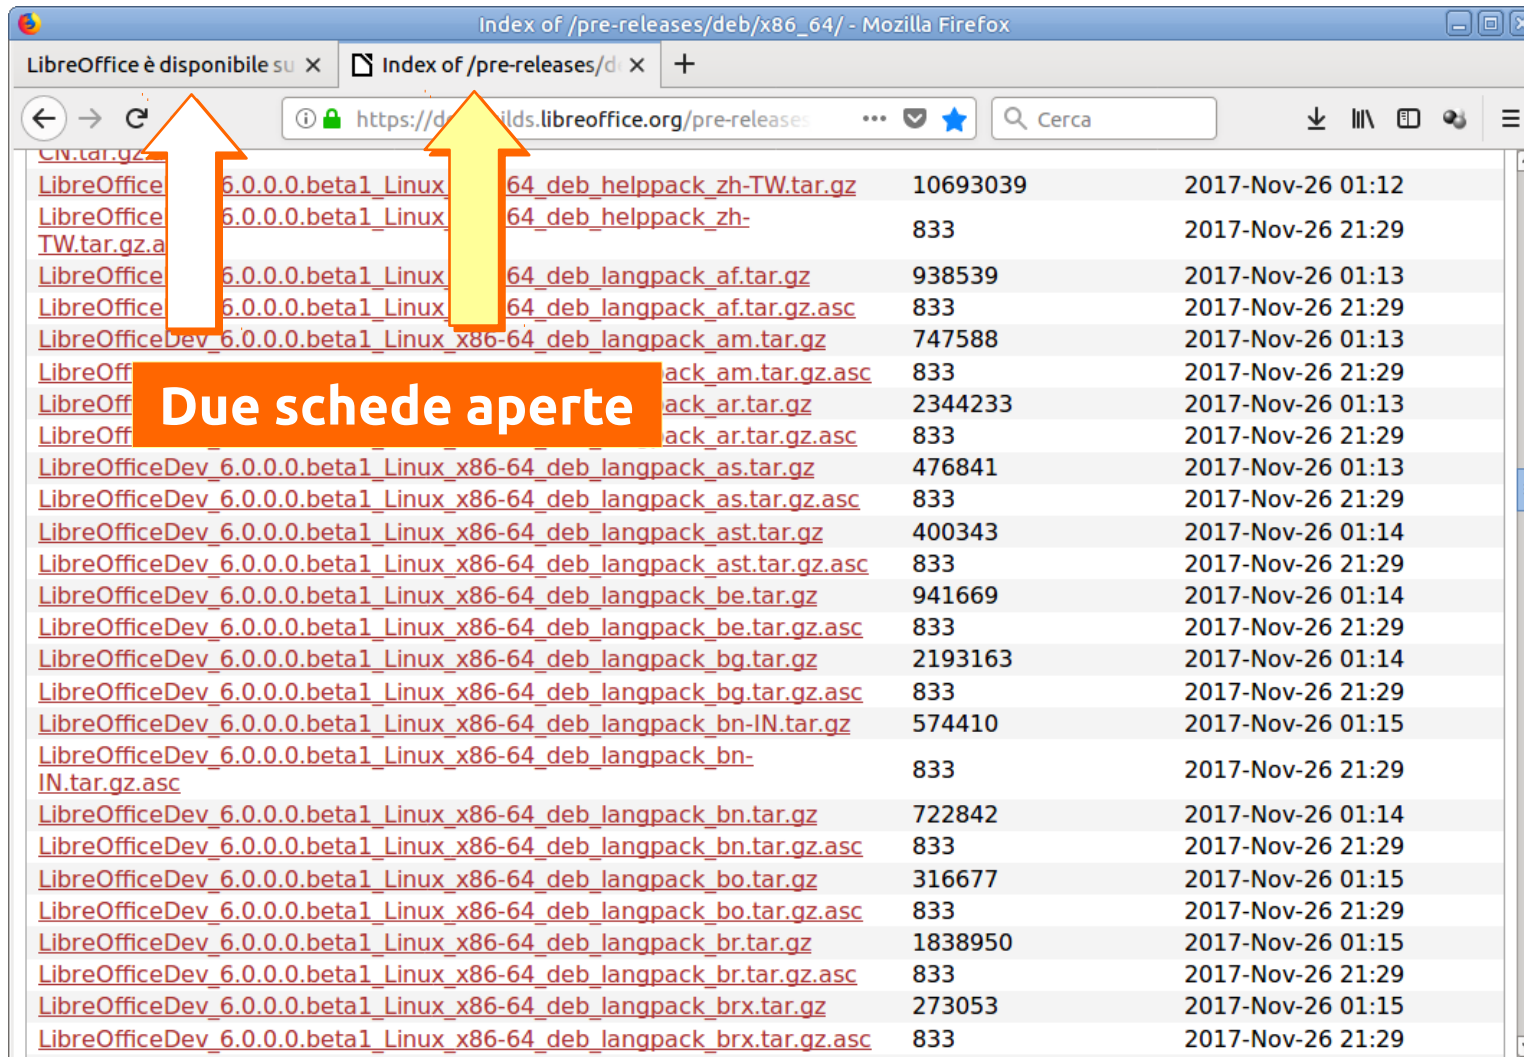 Index of /pre-releases/deb/x86_64/ - Mozilla Firefox
LibreOffice è disponibile su Index of /pre-releases/d
https://d ilds.libreoffice.org/pre-releases Cerca
CN.tar.gz
LibreOffice 6.0.0.0.beta1_Linux 64_deb_helppack_zh-TW.tar.gz 10693039 2017-Nov-26 01:12
LibreOffice 6.0.0.0.beta1_Linux 64_deb_helppack_zh-
TW.tar.gz.a 833 2017-Nov-26 21:29
LibreOffice 6.0.0.0.beta1_Linux 64_deb_langpack_af.tar.gz 938539 2017-Nov-26 01:13
LibreOffice 6.0.0.0.beta1_Linux 64_deb_langpack_af.tar.gz.asc 833 2017-Nov-26 21:29
LibreOfficeDev_6.0.0.0.beta1_Linux_x86-64_deb_langpack_am.tar.gz 747588 2017-Nov-26 01:13
LibreOff ack_am.tar.gz.asc 833 2017-Nov-26 21:29
Due schede aperte
LibreOff ack_ar.tar.gz 2344233 2017-Nov-26 01:13
LibreOff ack_ar.tar.gz.asc 833 2017-Nov-26 21:29
LibreOfficeDev_6.0.0.0.beta1_Linux_x86-64_deb_langpack_as.tar.gz 476841 2017-Nov-26 01:13
LibreOfficeDev_6.0.0.0.beta1_Linux_x86-64_deb_langpack_as.tar.gz.asc 833 2017-Nov-26 21:29
LibreOfficeDev_6.0.0.0.beta1_Linux_x86-64_deb_langpack_ast.tar.gz 400343 2017-Nov-26 01:14
LibreOfficeDev_6.0.0.0.beta1_Linux_x86-64_deb_langpack_ast.tar.gz.asc 833 2017-Nov-26 21:29
LibreOfficeDev_6.0.0.0.beta1_Linux_x86-64_deb_langpack_be.tar.gz 941669 2017-Nov-26 01:14
LibreOfficeDev_6.0.0.0.beta1_Linux_x86-64_deb_langpack_be.tar.gz.asc 833 2017-Nov-26 21:29
LibreOfficeDev_6.0.0.0.beta1_Linux_x86-64_deb_langpack_bg.tar.gz 2193163 2017-Nov-26 01:14
LibreOfficeDev_6.0.0.0.beta1_Linux_x86-64_deb_langpack_bg.tar.gz.asc 833 2017-Nov-26 21:29
LibreOfficeDev_6.0.0.0.beta1_Linux_x86-64_deb_langpack_bn-IN.tar.gz 574410 2017-Nov-26 01:15
LibreOfficeDev_6.0.0.0.beta1_Linux_x86-64_deb_langpack_bn-
IN.tar.gz.asc 833 2017-Nov-26 21:29
LibreOfficeDev_6.0.0.0.beta1_Linux_x86-64_deb_langpack_bn.tar.gz 722842 2017-Nov-26 01:14
LibreOfficeDev_6.0.0.0.beta1_Linux_x86-64_deb_langpack_bn.tar.gz.asc 833 2017-Nov-26 21:29
LibreOfficeDev_6.0.0.0.beta1_Linux_x86-64_deb_langpack_bo.tar.gz 316677 2017-Nov-26 01:15
LibreOfficeDev_6.0.0.0.beta1_Linux_x86-64_deb_langpack_bo.tar.gz.asc 833 2017-Nov-26 21:29
LibreOfficeDev_6.0.0.0.beta1_Linux_x86-64_deb_langpack_br.tar.gz 1838950 2017-Nov-26 01:15
LibreOfficeDev_6.0.0.0.beta1_Linux_x86-64_deb_langpack_br.tar.gz.asc 833 2017-Nov-26 21:29
LibreOfficeDev_6.0.0.0.beta1_Linux_x86-64_deb_langpack_brx.tar.gz 273053 2017-Nov-26 01:15
LibreOfficeDev_6.0.0.0.beta1_Linux_x86-64_deb_langpack_brx.tar.gz.asc 833 2017-Nov-26 21:29